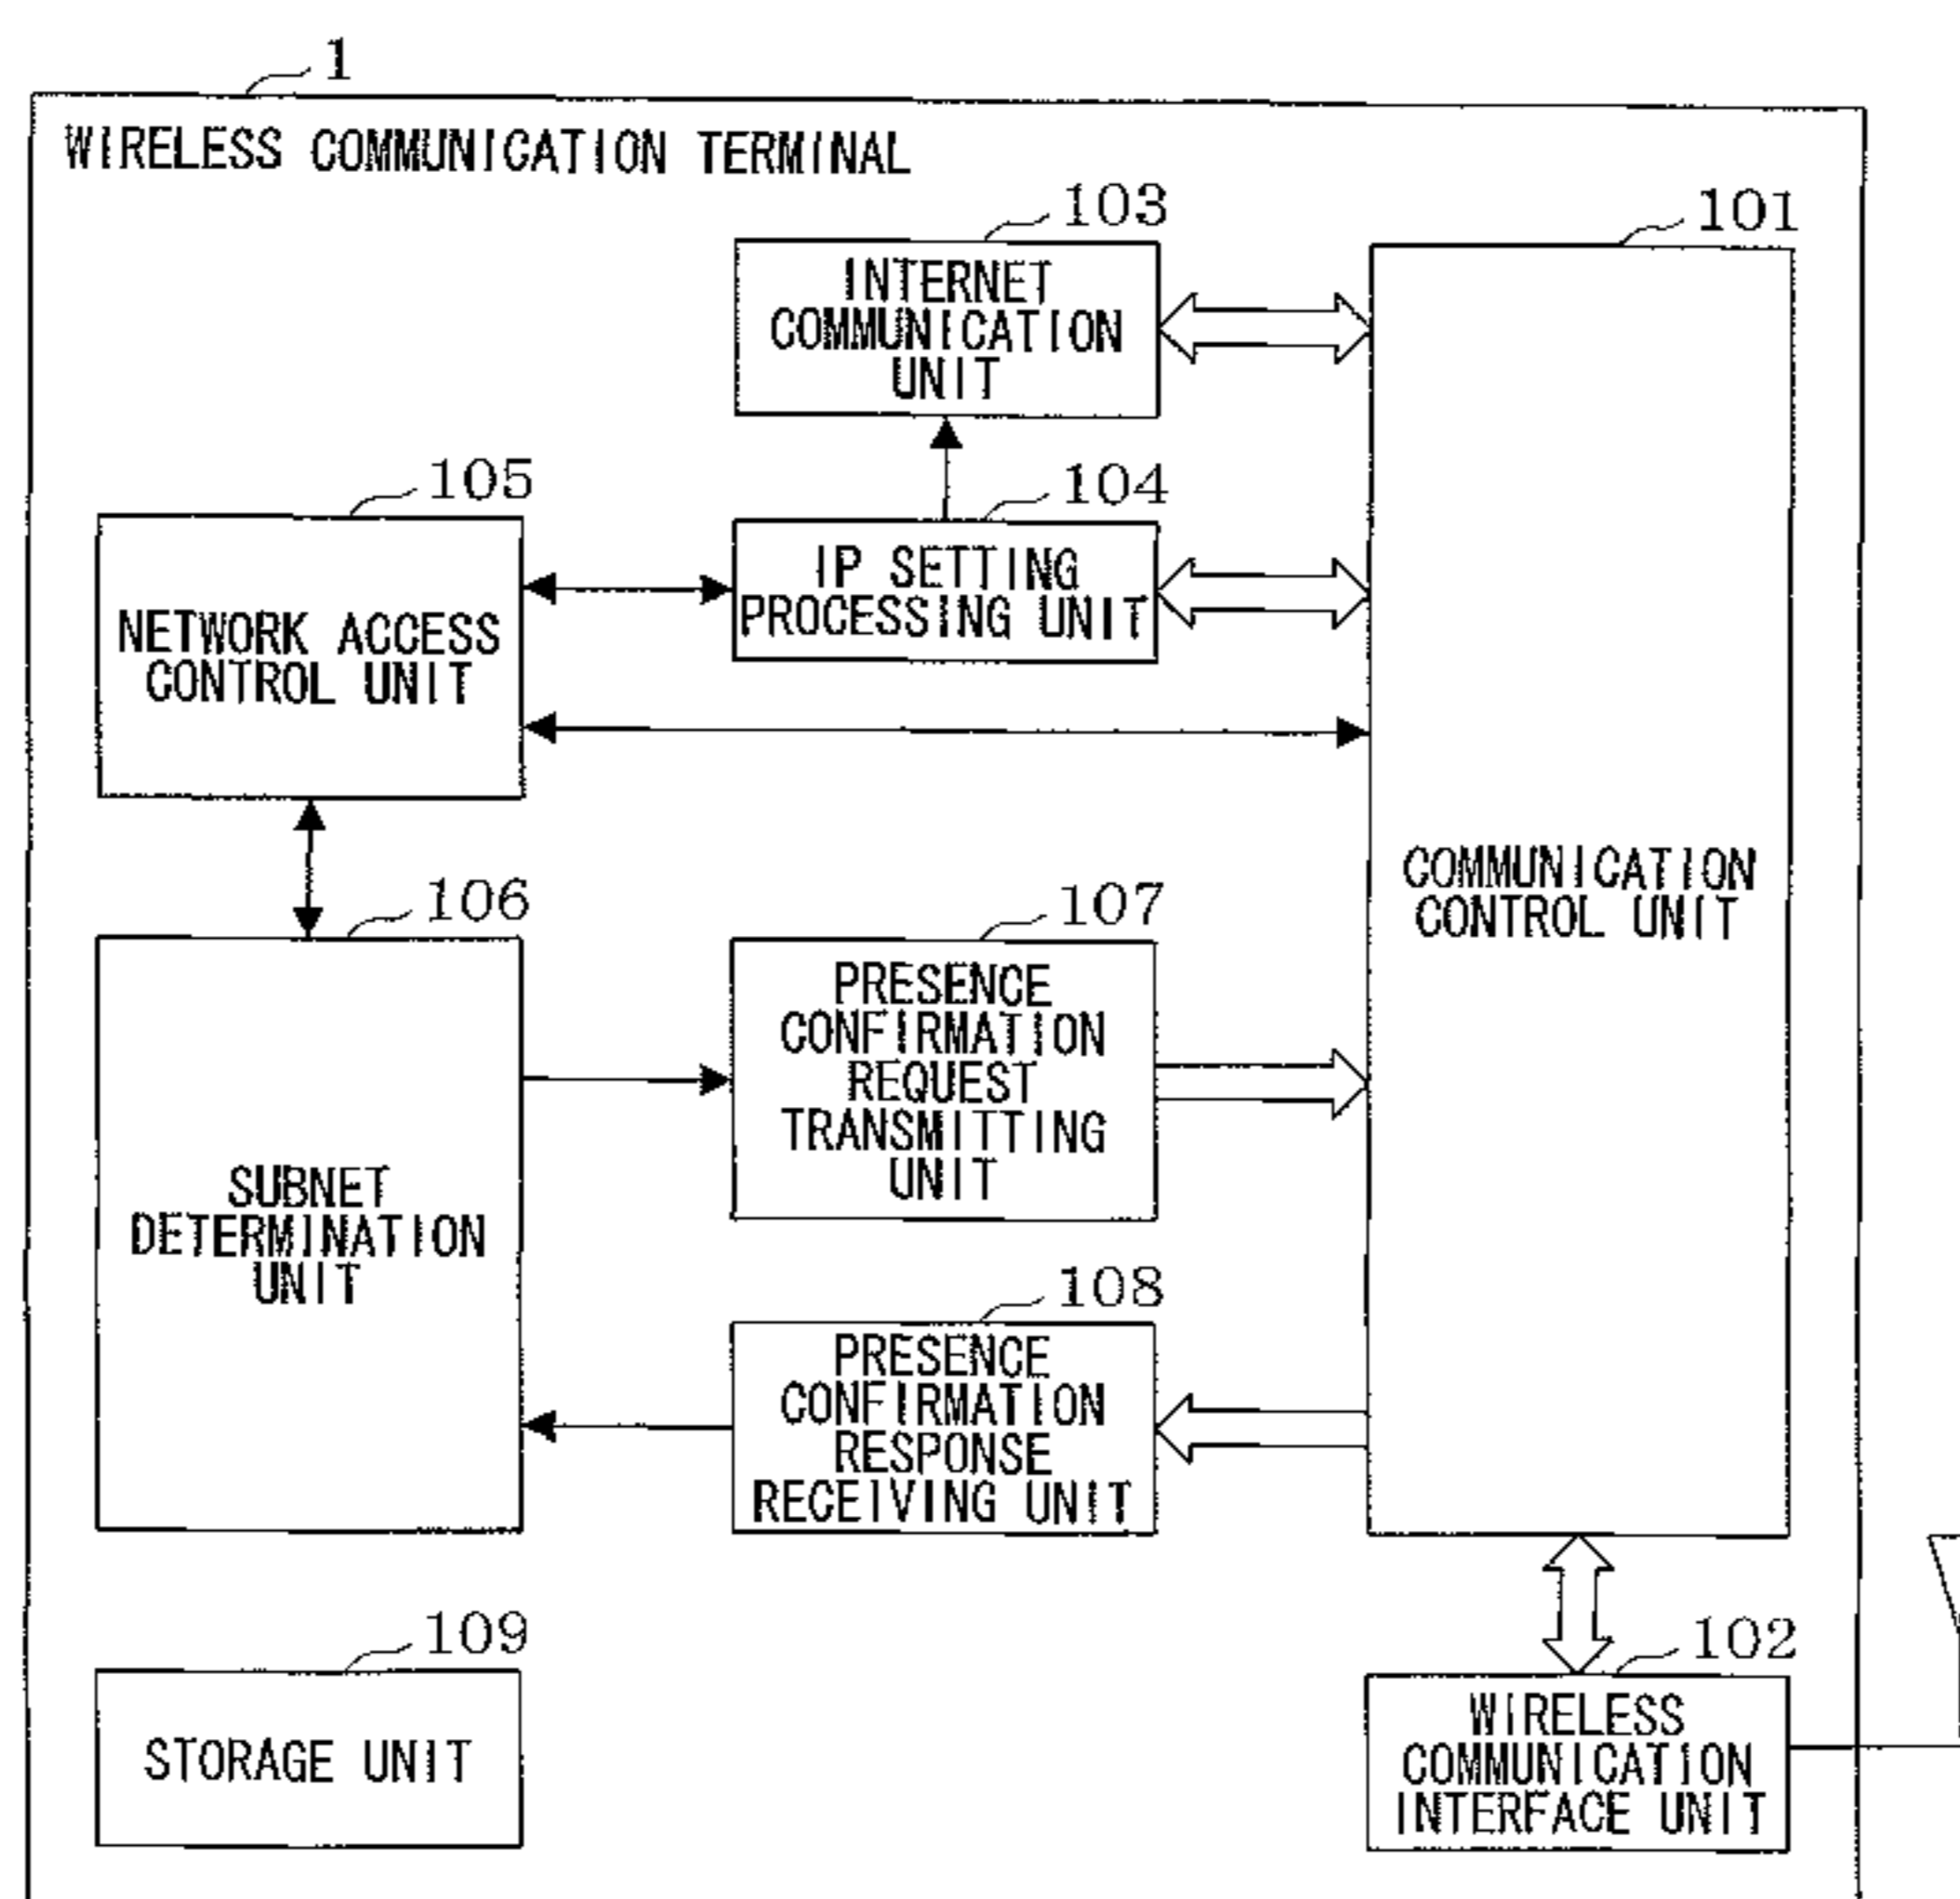 1
WIRELESS COMMUNICATION TERMINAL
103
INTERNET
COMMUNICATION
UNIT
101
COMMUNICATION
CONTROL UNIT
105
NETWORK ACCESS
CONTROL UNIT
104
IP SETTING
PROCESSING UNIT
106
SUBNET
DETERMINATION
UNIT
107
PRESENCE
CONFIRMATION
REQUEST
TRANSMITTING
UNIT
108
PRESENCE
CONFIRMATION
RESPONSE
RECEIVING UNIT
109
STORAGE UNIT
102
WIRELESS
COMMUNICATION
INTERFACE UNIT